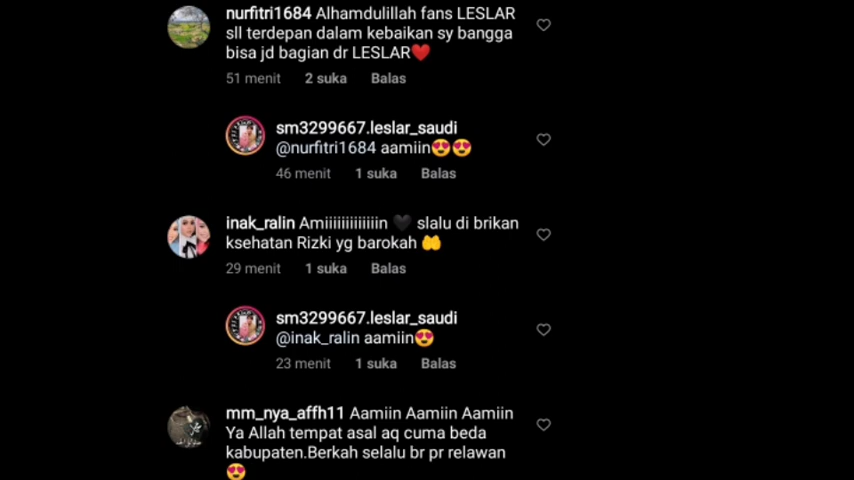 nurfitri1684 Alhamdulillah fans LESLAR
sll terdepan dalam kebaikan sy bangga
bisa jd bagian dr LESLAR❤️
51 menit 2 suka Balas
sm3299667.leslar_saudi
@nurfitri1684 aamiin😍😍
46 menit 1 suka Balas
inak_ralin Amiiiiiiiiiiiiin 🖤 slalu di brikan
ksehatan Rizki yg barokah 🤲
29 menit 1 suka Balas
sm3299667.leslar_saudi
@inak_ralin aamiin😍
23 menit 1 suka Balas
mm_nya_affh11 Aamiin Aamiin Aamiin
Ya Allah tempat asal aq cuma beda
kabupaten.Berkah selalu br pr relawan
😍